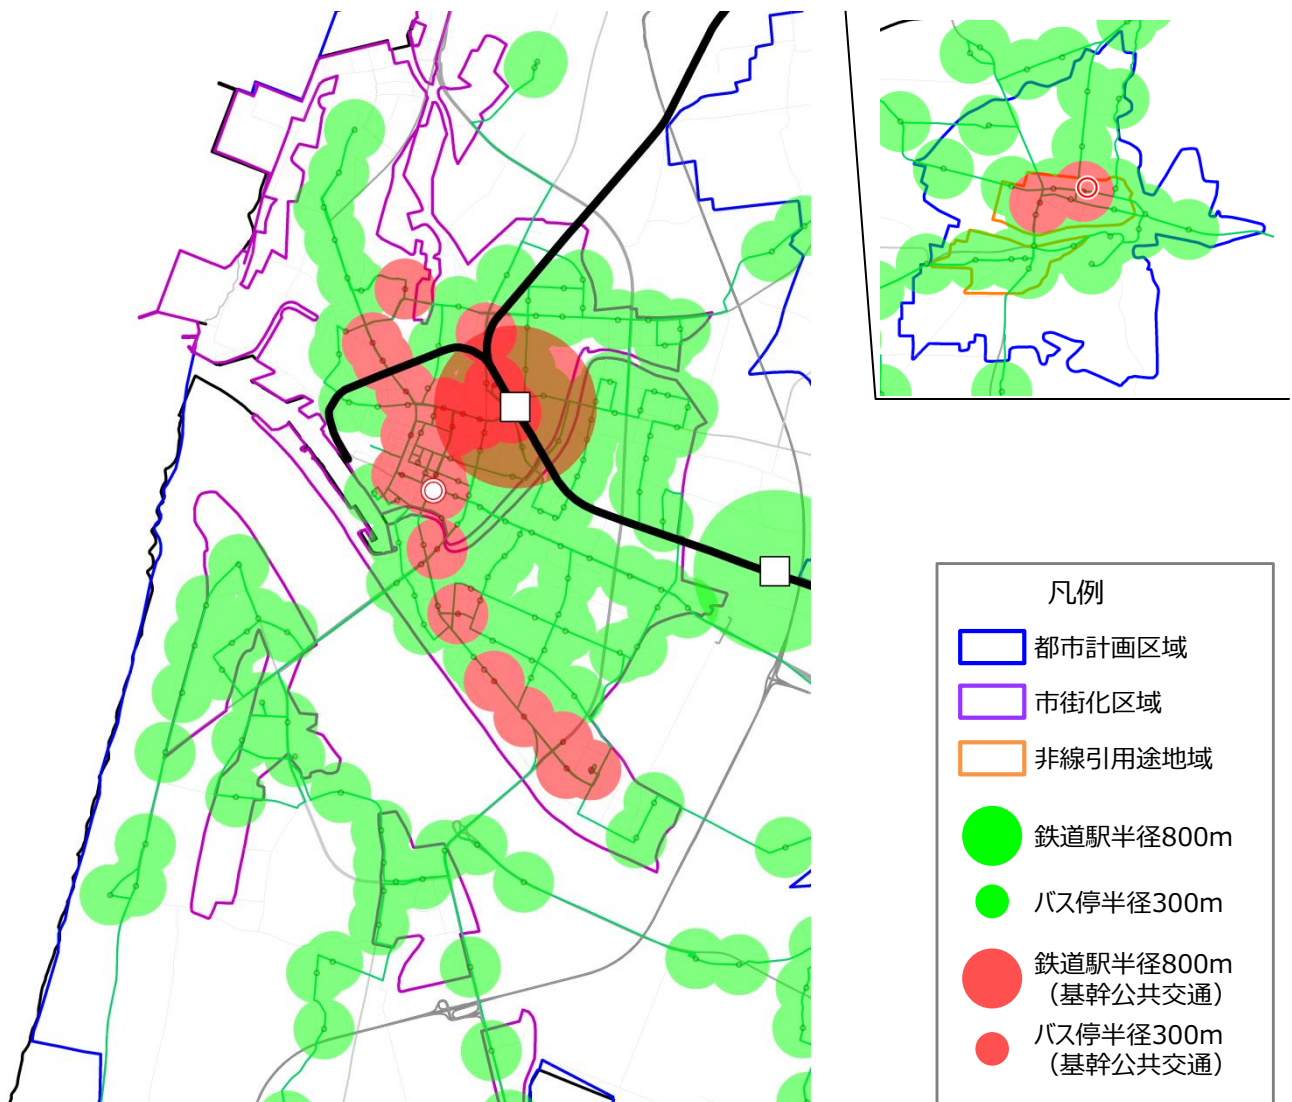 凡例
都市計画区域
市街化区域
非線引用途地域
鉄道駅半径800m
バス停半径300m
鉄道駅半径800m
（基幹公共交通）
バス停半径300m
（基幹公共交通）